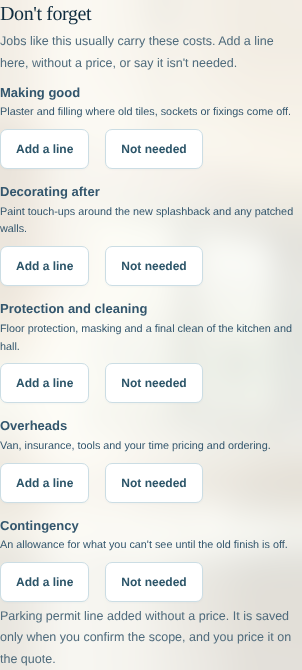 Don't forget
Jobs like this usually carry these costs. Add a line
here, without a price, or say it isn't needed.
Making good
Plaster and filling where old tiles, sockets or fixings come off.
Add a line
Not needed
Decorating after
Paint touch-ups around the new splashback and any patched
walls.
Add a line
Not needed
Protection and cleaning
Floor protection, masking and a final clean of the kitchen and
hall.
Add a line
Not needed
Overheads
Van, insurance, tools and your time pricing and ordering.
Add a line
Not needed
Contingency
An allowance for what you can't see until the old finish is off.
Add a line
Not needed
Parking permit line added without a price. It is saved
only when you confirm the scope, and you price it on
the quote.